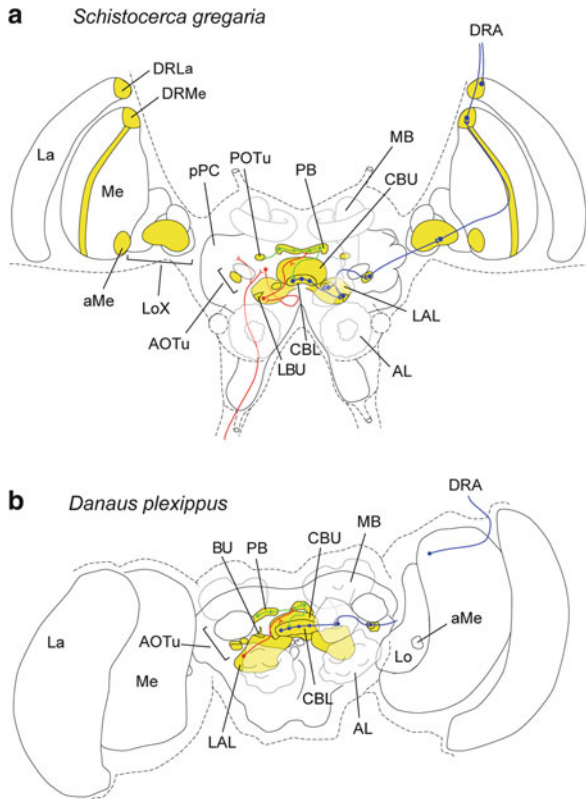 a Schistocerca gregaria
DRA
DRLa
DRMe
La
Me
pPC
POTu
PB
MB
CBU
aMe
LoX
AOTu
LBU
CBL
LAL
AL
b Danaus plexippus
DRA
BU
PB
CBU
MB
La
Me
AOTu
aMe
Lo
LAL
CBL
AL